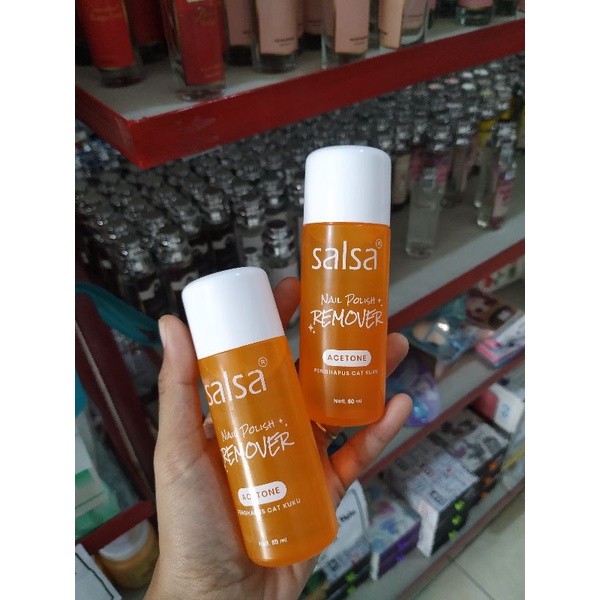 salsa®
NAIL POLISH
REMOVER
ACETONE
PENGHAPUS CAT KUKU
Nett. 60 ml
salsa®
NAIL POLISH
REMOVER
ACETONE
PENGHAPUS CAT KUKU
Nett. 60 ml